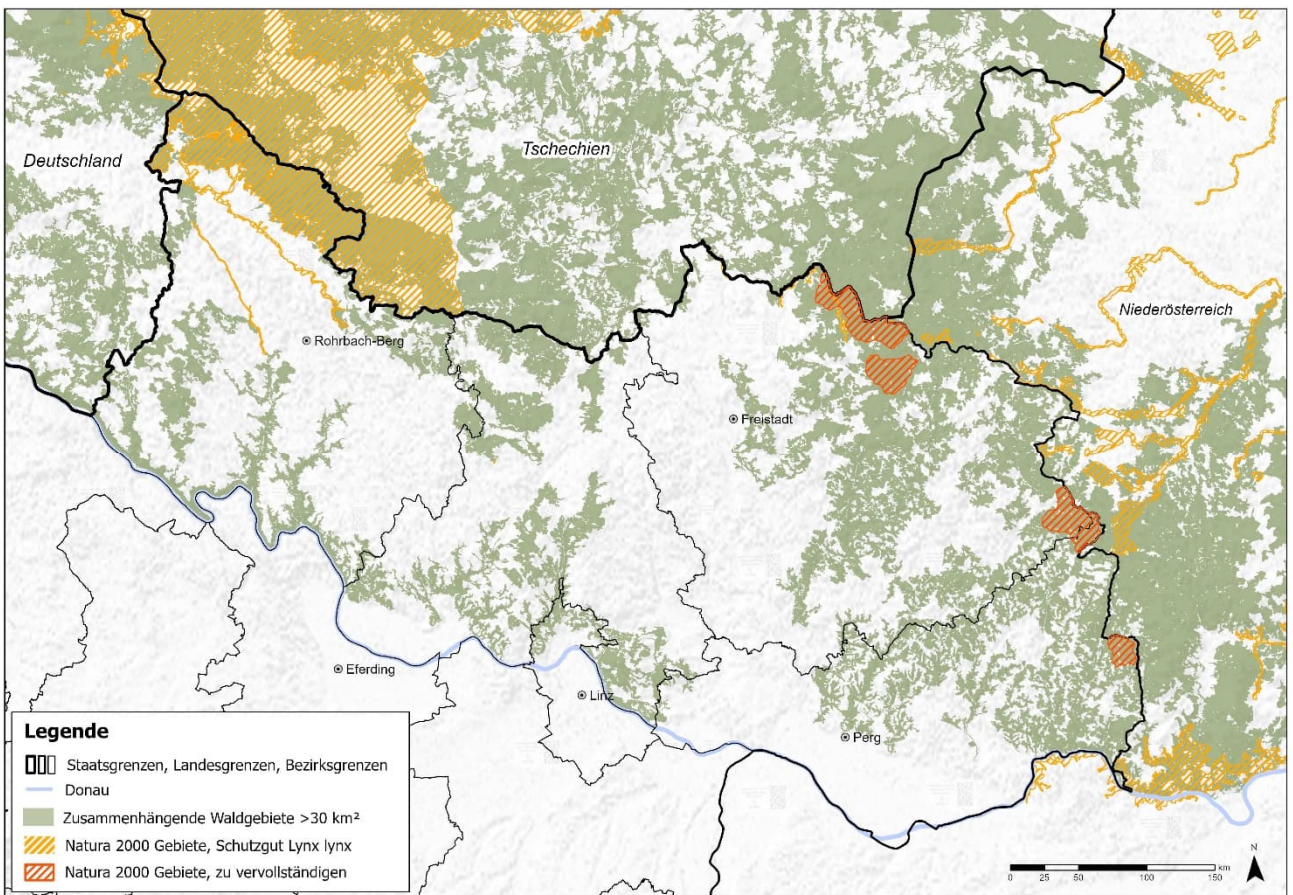 Deutschland
Tschechien
Niederösterreich
Rohrbach-Berg
Freistadt
Eferding
Linz
Perg
Legende
Staatsgrenzen, Landesgrenzen, Bezirksgrenzen
Donau
Zusammenhängende Waldgebiete >30 km²
Natura 2000 Gebiete, Schutzgut Lynx lynx
Natura 2000 Gebiete, zu vervollständigen
N
km
0 25 50 100 150